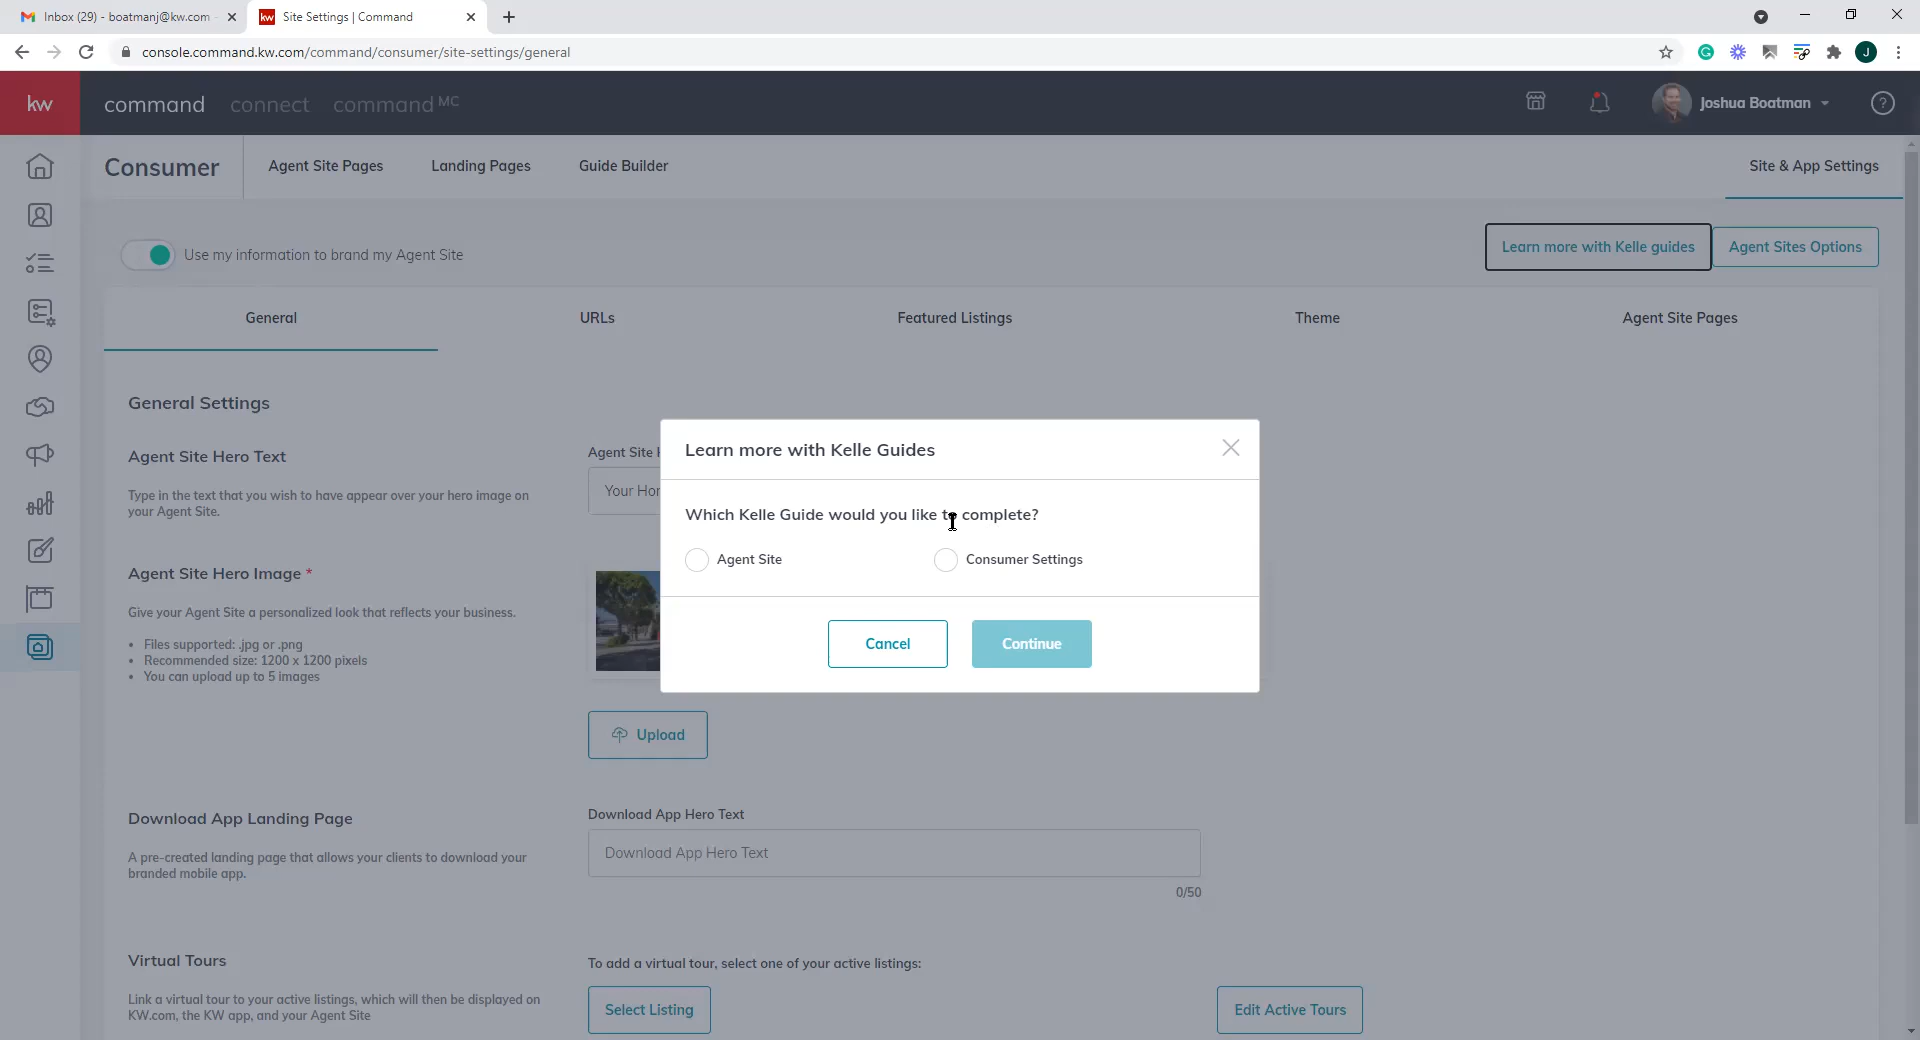 Inbox (29) - boatmanj@kw.com
Site Settings | Command
console.command.kw.com/command/consumer/site-settings/general
J
kw
command
connect
command MC
Joshua Boatman
?
Consumer
Agent Site Pages
Landing Pages
Guide Builder
Site & App Settings
Use my information to brand my Agent Site
Learn more with Kelle guides
Agent Sites Options
General
URLs
Featured Listings
Theme
Agent Site Pages
General Settings
Agent Site Hero Text
Type in the text that you wish to have appear over your hero image on
your Agent Site.
Agent Site
Your
Learn more with Kelle Guides
Which Kelle Guide would you like to complete?
Agent Site
Consumer Settings
Cancel
Continue
Agent Site Hero Image *
Give your Agent Site a personalized look that reflects your business.
• Files supported: .jpg or .png
• Recommended size: 1200 x 1200 pixels
• You can upload up to 5 images
Upload
Download App Landing Page
A pre-created landing page that allows your clients to download your
branded mobile app.
Download App Hero Text
Download App Hero Text
0/50
Virtual Tours
Link a virtual tour to your active listings, which will then be displayed on
KW.com, the KW app, and your Agent Site
To add a virtual tour, select one of your active listings:
Select Listing
Edit Active Tours